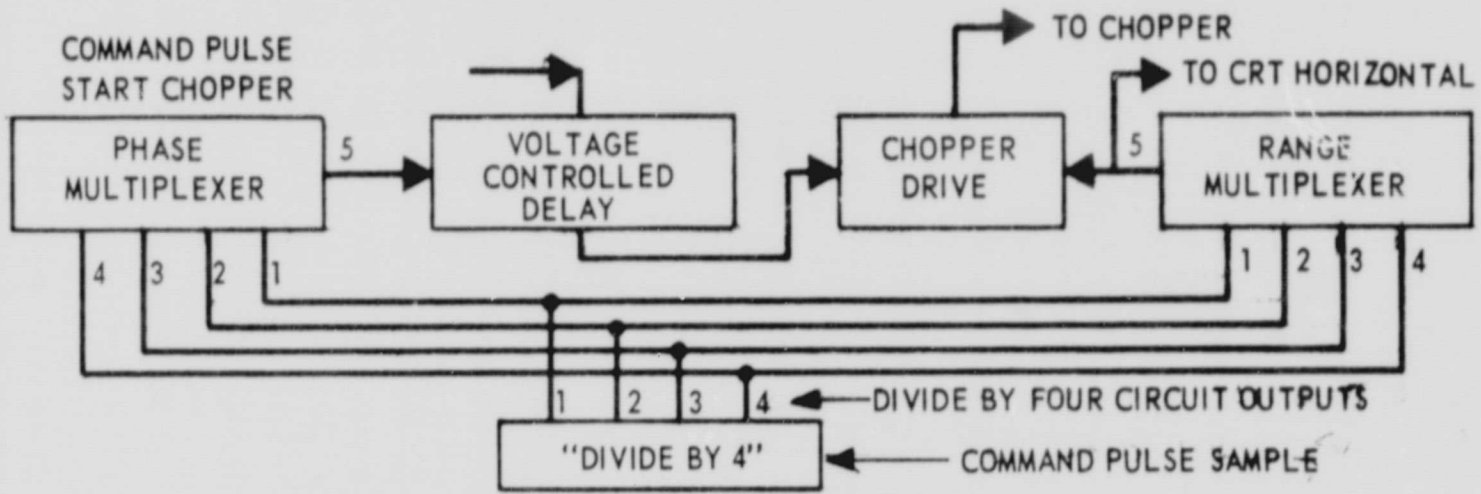 COMMAND PULSE
START CHOPPER
TO CHOPPER
TO CRT HORIZONTAL
PHASE
MULTIPLEXER
5
VOLTAGE
CONTROLLED
DELAY
CHOPPER
DRIVE
5
RANGE
MULTIPLEXER
4 3 2 1
1 2 3 4
1 2 3 4
DIVIDE BY FOUR CIRCUIT OUTPUTS
"DIVIDE BY 4"
COMMAND PULSE SAMPLE